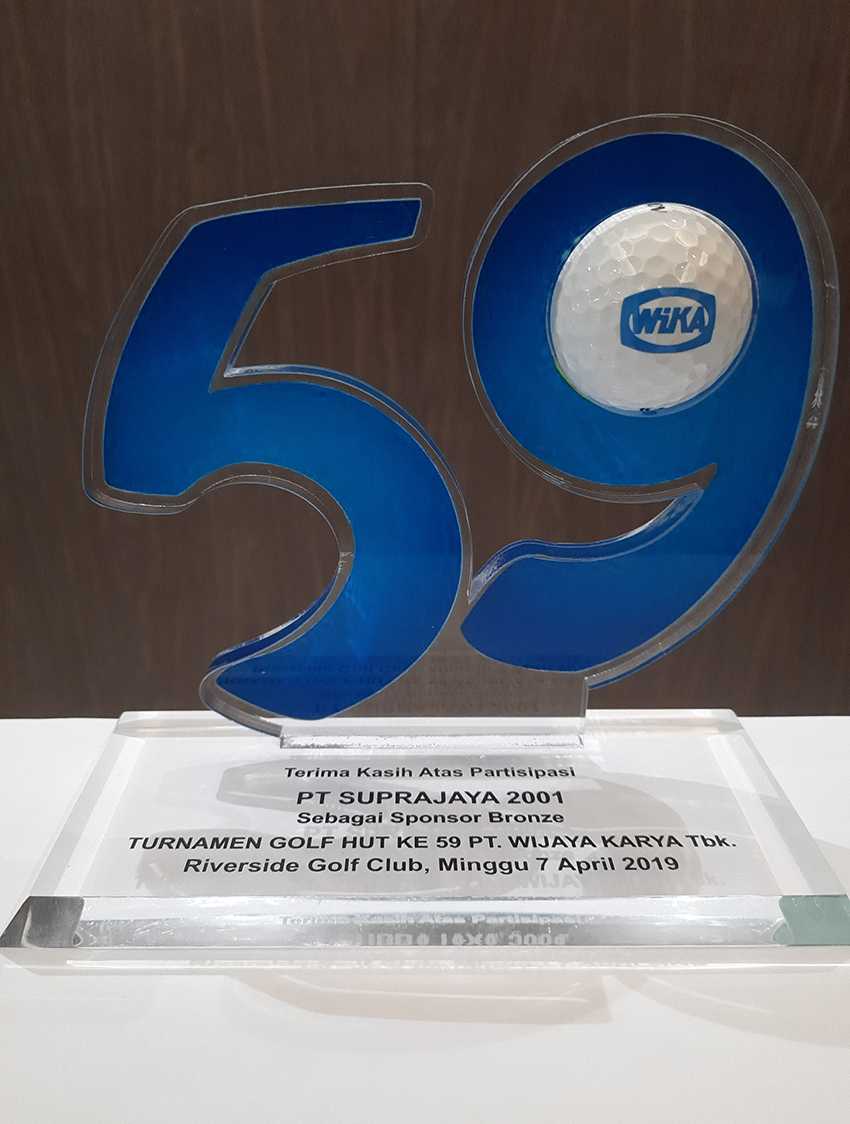 59
WiKA
Terima Kasih Atas Partisipasi
PT SUPRAJAYA 2001
Sebagai Sponsor Bronze
TURNAMEN GOLF HUT KE 59 PT. WIJAYA KARYA Tbk.
Riverside Golf Club, Minggu 7 April 2019